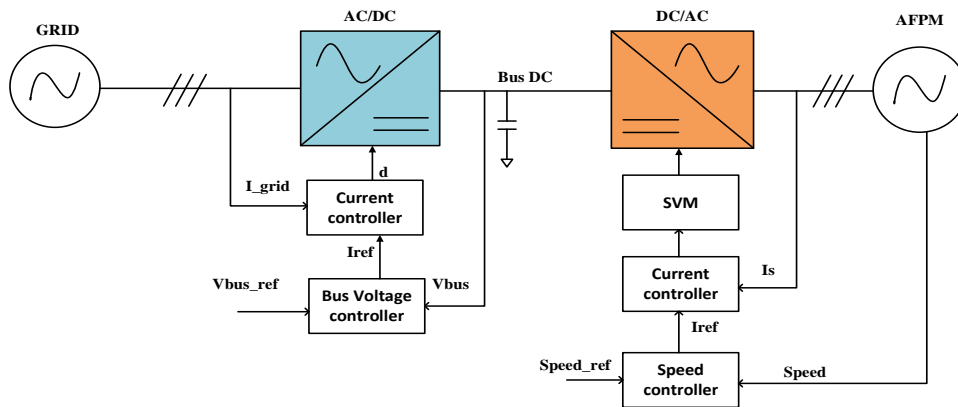 GRID
AC/DC
DC/AC
AFPM
Bus DC
I_grid
d
Current
controller
SVM
Iref
Vbus_ref
Vbus
Bus Voltage
controller
Current
controller
Is
Iref
Speed_ref
Speed
controller
Speed